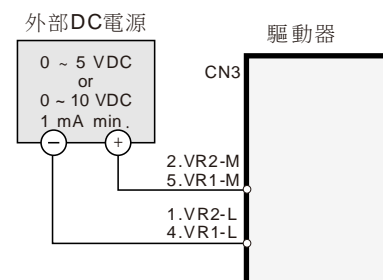 外部DC電源
驅動器
0 ~ 5 VDC
or
0 ~ 10 VDC
1 mA min.
CN3
−
+
2.VR2-M
5.VR1-M
1.VR2-L
4.VR1-L